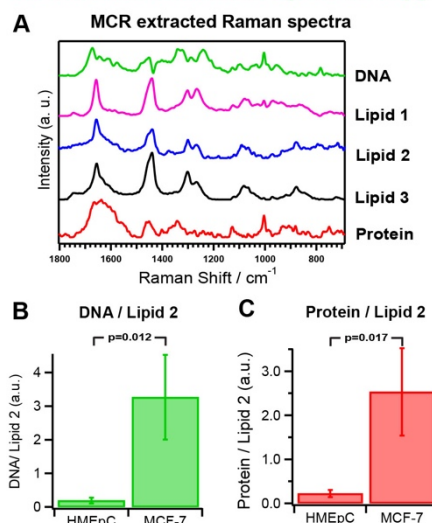 A
MCR extracted Raman spectra
Intensity (a. u.)
DNA
Lipid 1
Lipid 2
Lipid 3
Protein
1800
1600
1400
1200
1000
800
Raman Shift / cm⁻¹
B
DNA / Lipid 2
p=0.012
DNA/ Lipid 2 (a.u.)
4
3
2
1
0
HMEpC
MCF-7
C
Protein / Lipid 2
p=0.017
Protein / Lipid 2 (a.u.)
3.0
2.0
1.0
0.0
HMEpC
MCF-7